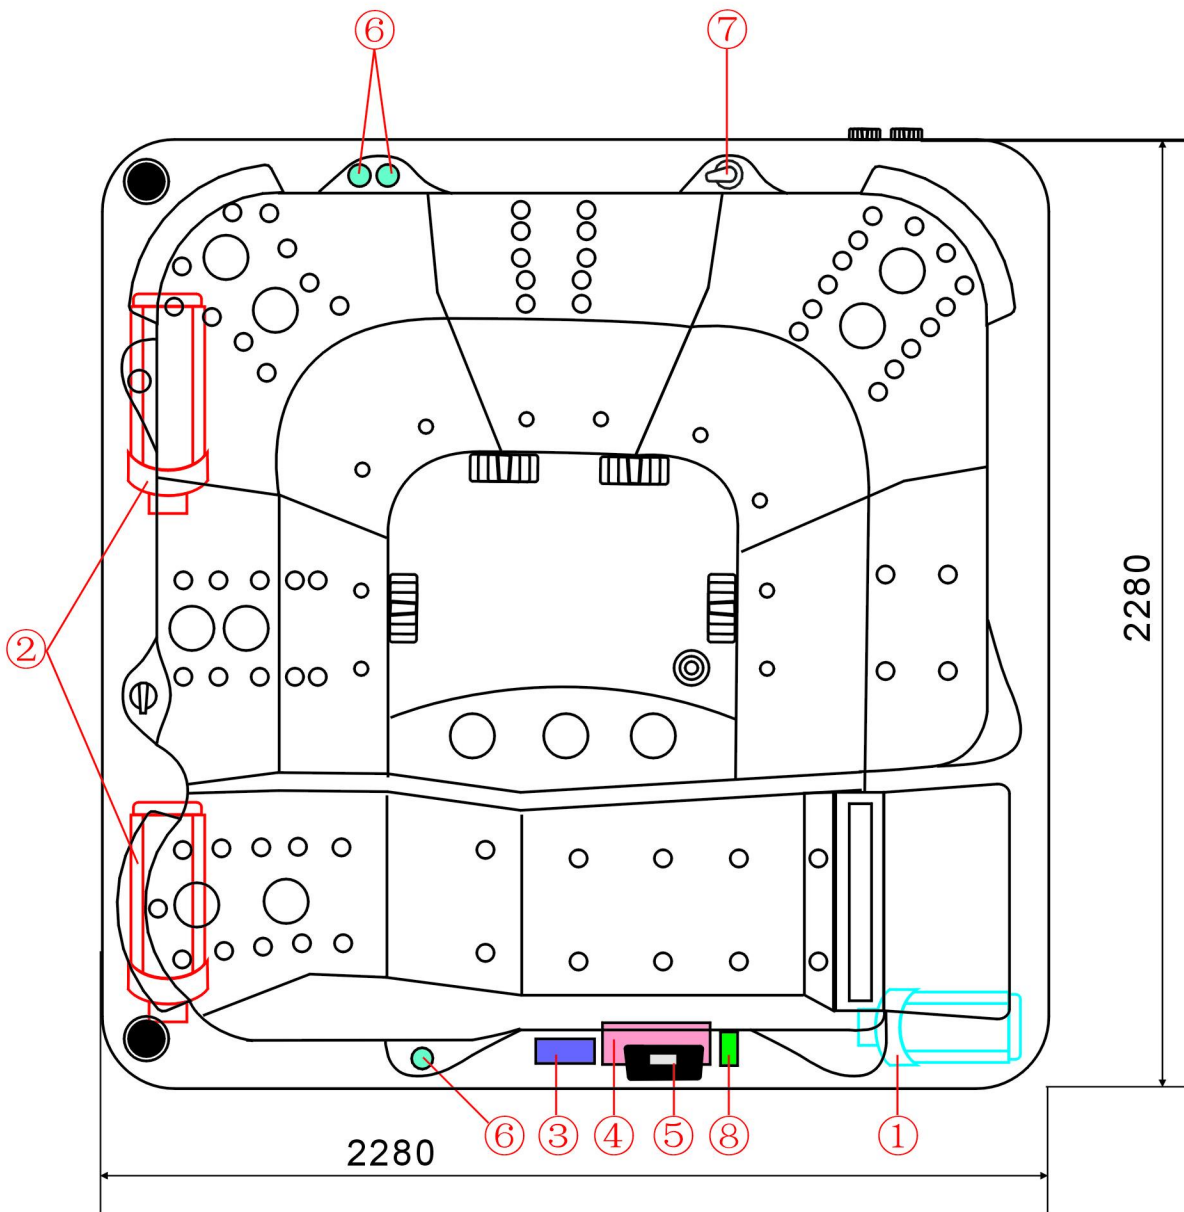 ⑥ ⑦
②
2280
⑥ ③ ④ ⑤ ⑧ ①
2280